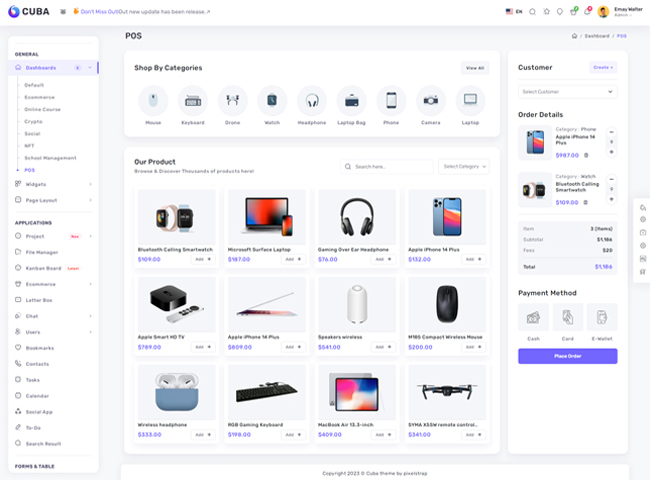 CUBA
Don't Miss Out! Out new update has been release.↗
EN
Emay Walter
Admin
GENERAL
Dashboards
Default
Ecommerce
Online Course
Crypto
Social
NFT
School Management
POS
Widgets
Page Layout
APPLICATIONS
Project
Beta
File Manager
Kanban Board
Latest
Ecommerce
Letter Box
Chat
Users
Bookmarks
Contacts
Tasks
Calendar
Social App
To-Do
Search Result
FORMS & TABLE
POS
/ Dashboard / POS
Shop By Categories
View All
Mouse
Keyboard
Drone
Watch
Headphone
Laptop Bag
Phone
Camera
Laptop
Our Product
Browse & Discover Thousands of products here!
Search here...
Select Category
Bluetooth Calling Smartwatch
$109.00
Add +
Microsoft Surface Laptop
$187.00
Add +
Gaming Over Ear Headphone
$76.00
Add +
Apple iPhone 14 Plus
$132.00
Add +
Apple Smart HD TV
$789.00
Add +
Apple iPhone 14 Plus
$809.00
Add +
Speakers wireless
$541.00
Add +
M185 Compact Wireless Mouse
$200.00
Add +
Wireless headphone
$333.00
Add +
RGB Gaming Keyboard
$198.00
Add +
MacBook Air 13.3-inch
$409.00
Add +
SYMA X5SW remote control..
$341.00
Add +
Customer
Create +
Select Customer
Order Details
Category : Phone
Apple iPhone 14
Plus
$987.00
Category : Watch
Bluetooth Calling
Smartwatch
$109.00
Item
3 (Items)
Subtotal
$1,186
Fees
$20
Total
$1,186
Payment Method
Cash
Card
E-Wallet
Place Order
Copyright 2023 © Cuba theme by pixelstrap